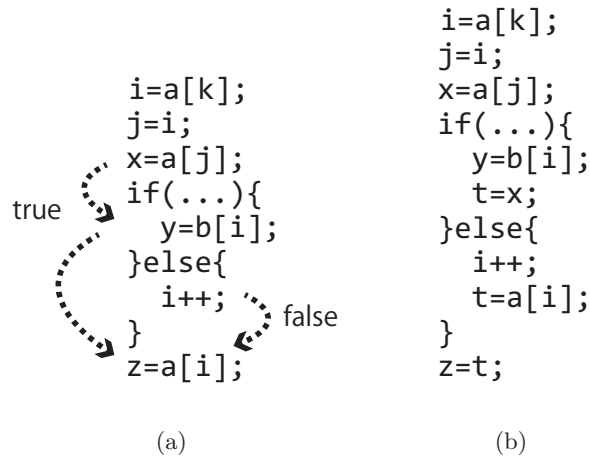 i=a[k];
j=i;
x=a[j];
if(...){
y=b[i];
}else{
i++;
}
z=a[i];
true
false
(a)
i=a[k];
j=i;
x=a[j];
if(...){
y=b[i];
t=x;
}else{
i++;
t=a[i];
}
z=t;
(b)